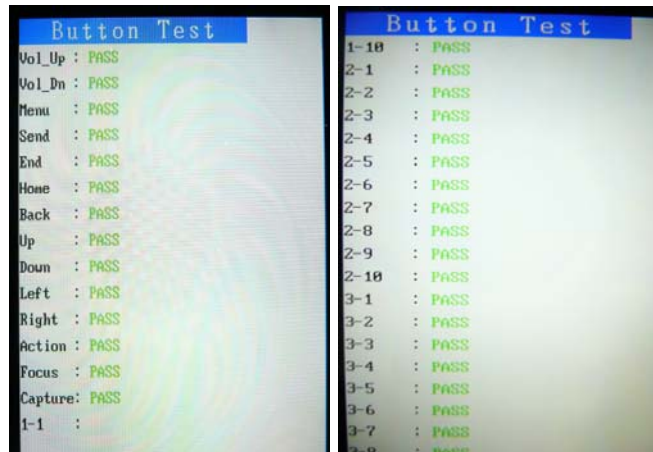 Button Test
Vol_Up : PASS
Vol_Dn : PASS
Menu : PASS
Send : PASS
End : PASS
Home : PASS
Back : PASS
Up : PASS
Down : PASS
Left : PASS
Right : PASS
Action : PASS
Focus : PASS
Capture: PASS
1-1 :
Button Test
1-10 : PASS
2-1 : PASS
2-2 : PASS
2-3 : PASS
2-4 : PASS
2-5 : PASS
2-6 : PASS
2-7 : PASS
2-8 : PASS
2-9 : PASS
2-10 : PASS
3-1 : PASS
3-2 : PASS
3-3 : PASS
3-4 : PASS
3-5 : PASS
3-6 : PASS
3-7 : PASS